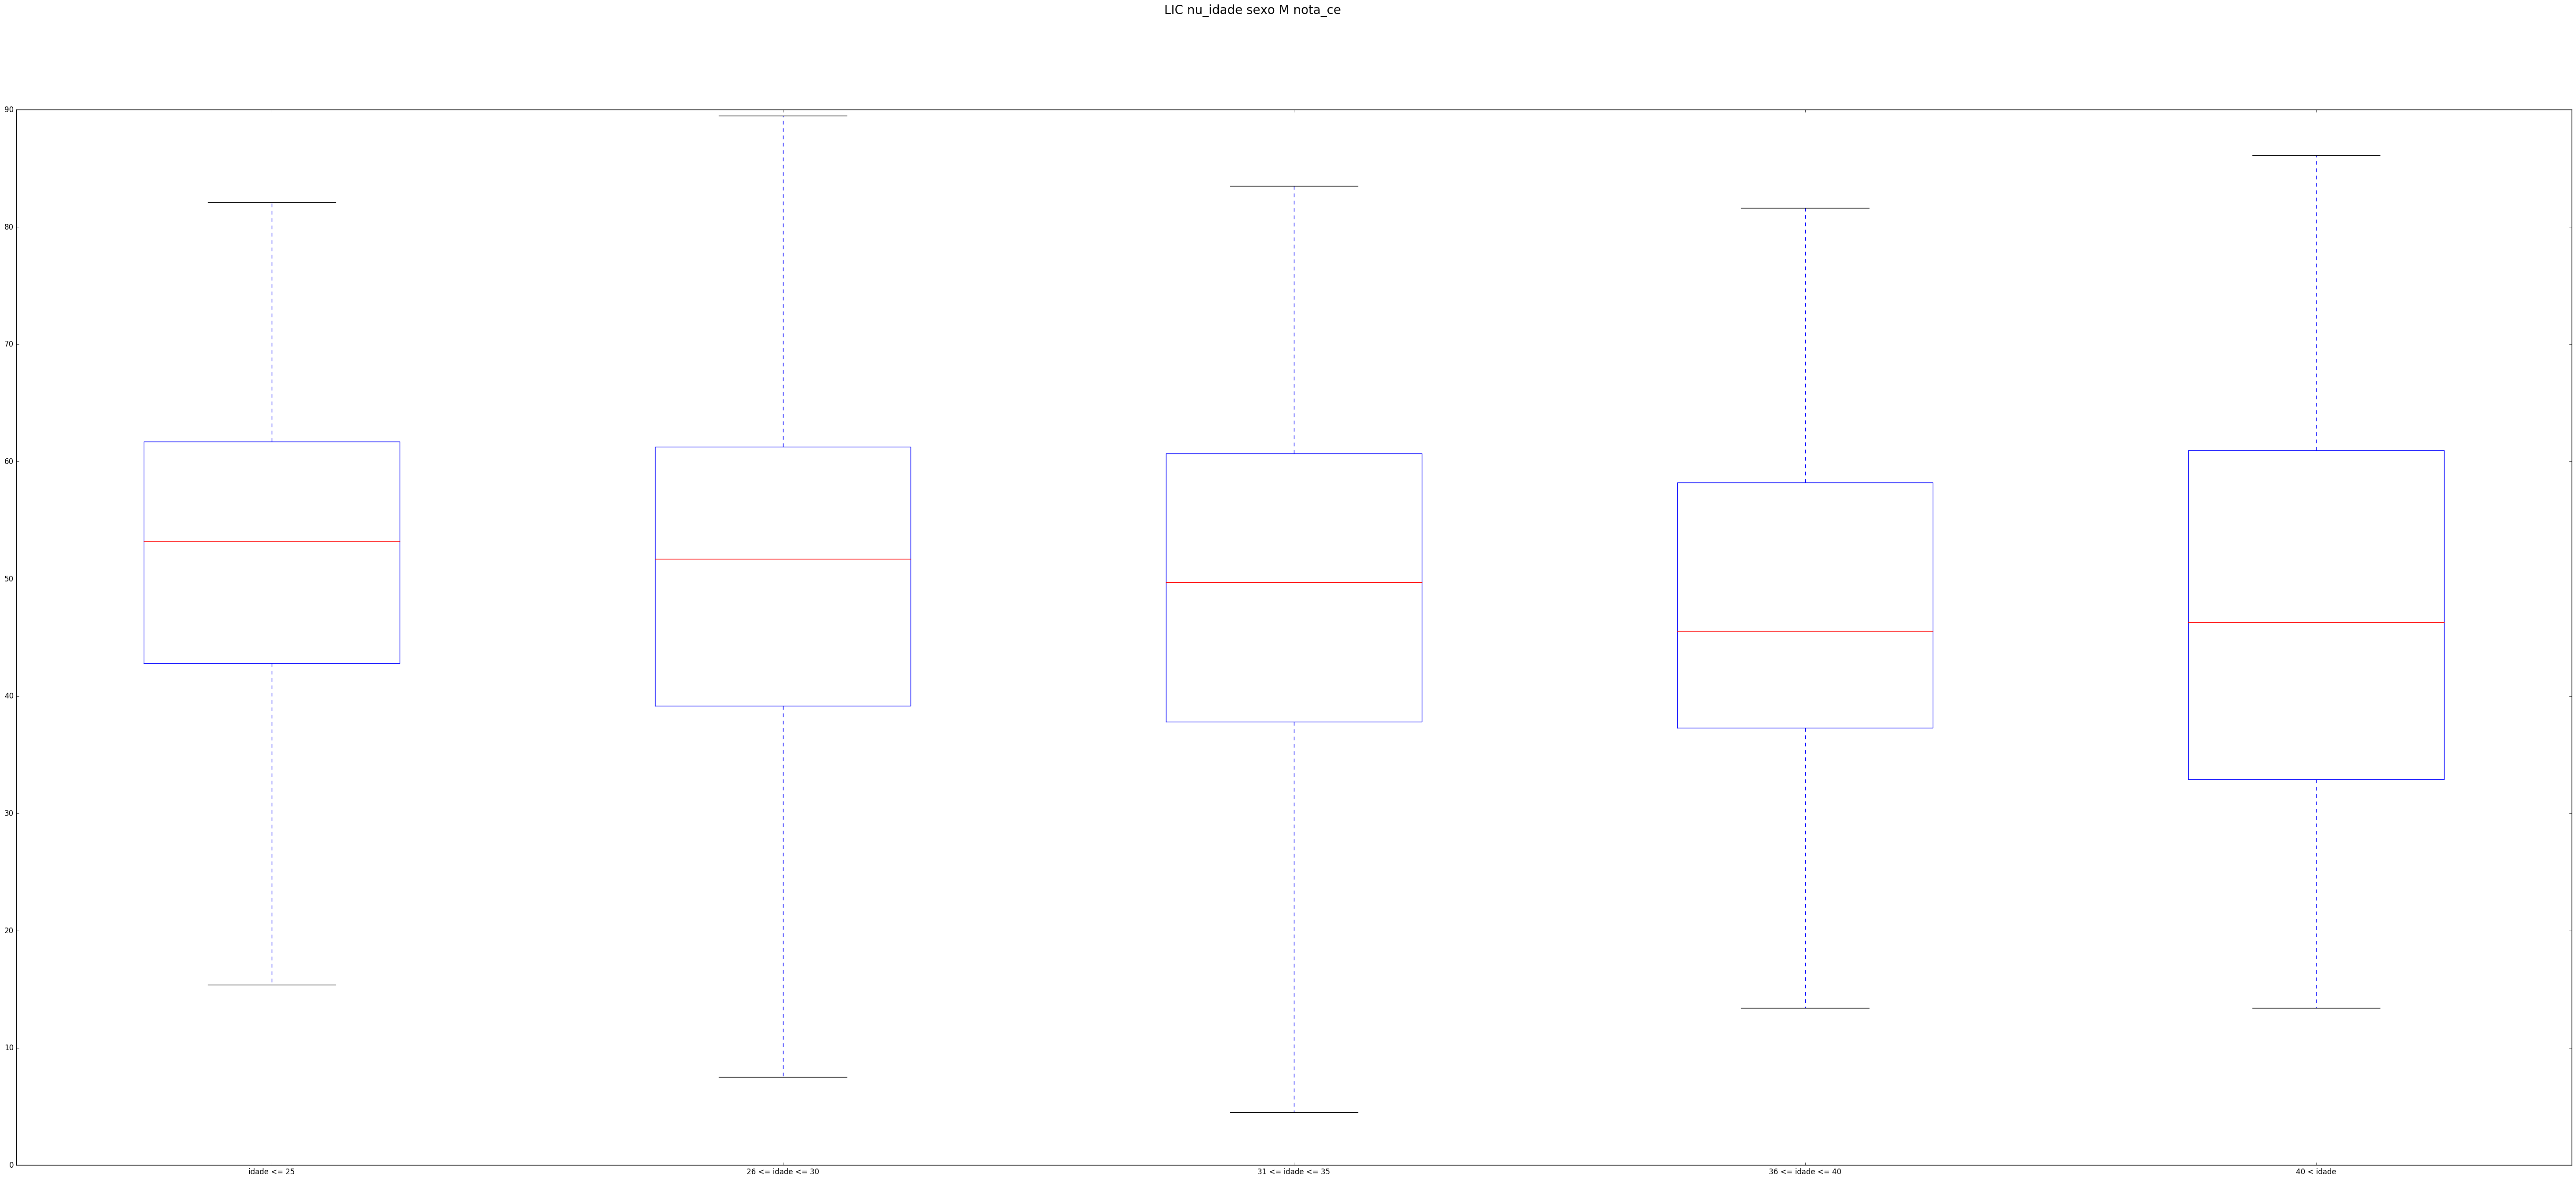 LIC nu_idade sexo M nota_ce
90
80
70
60
50
40
30
20
10
0
idade <= 25
26 <= idade <= 30
31 <= idade <= 35
36 <= idade <= 40
40 < idade